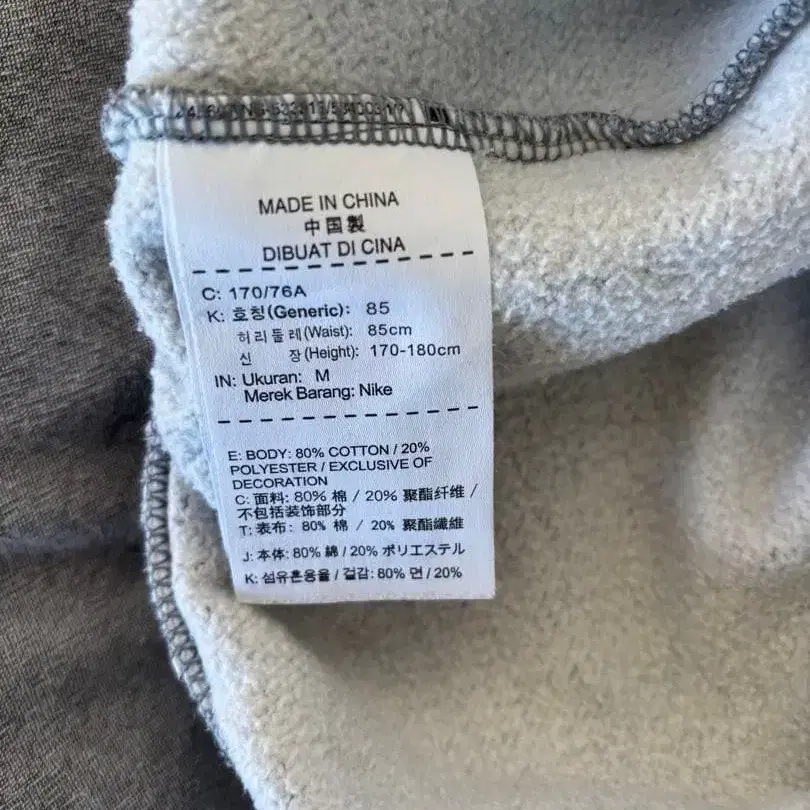 MADE IN CHINA
中国製
DIBUAT DI CINA
C: 170/76A
K: 호칭(Generic): 85
허리둘레(Waist): 85cm
신 장(Height): 170-180cm
IN: Ukuran: M
Merek Barang: Nike
E: BODY: 80% COTTON / 20%
POLYESTER / EXCLUSIVE OF
DECORATION
C: 面料: 80% 棉 / 20% 聚酯纤维 /
不包括装饰部分
T: 表布: 80% 棉 / 20% 聚酯纖維
J: 本体: 80% 綿 / 20% ポリエステル
K: 섬유혼용율 / 겉감: 80% 면 / 20%